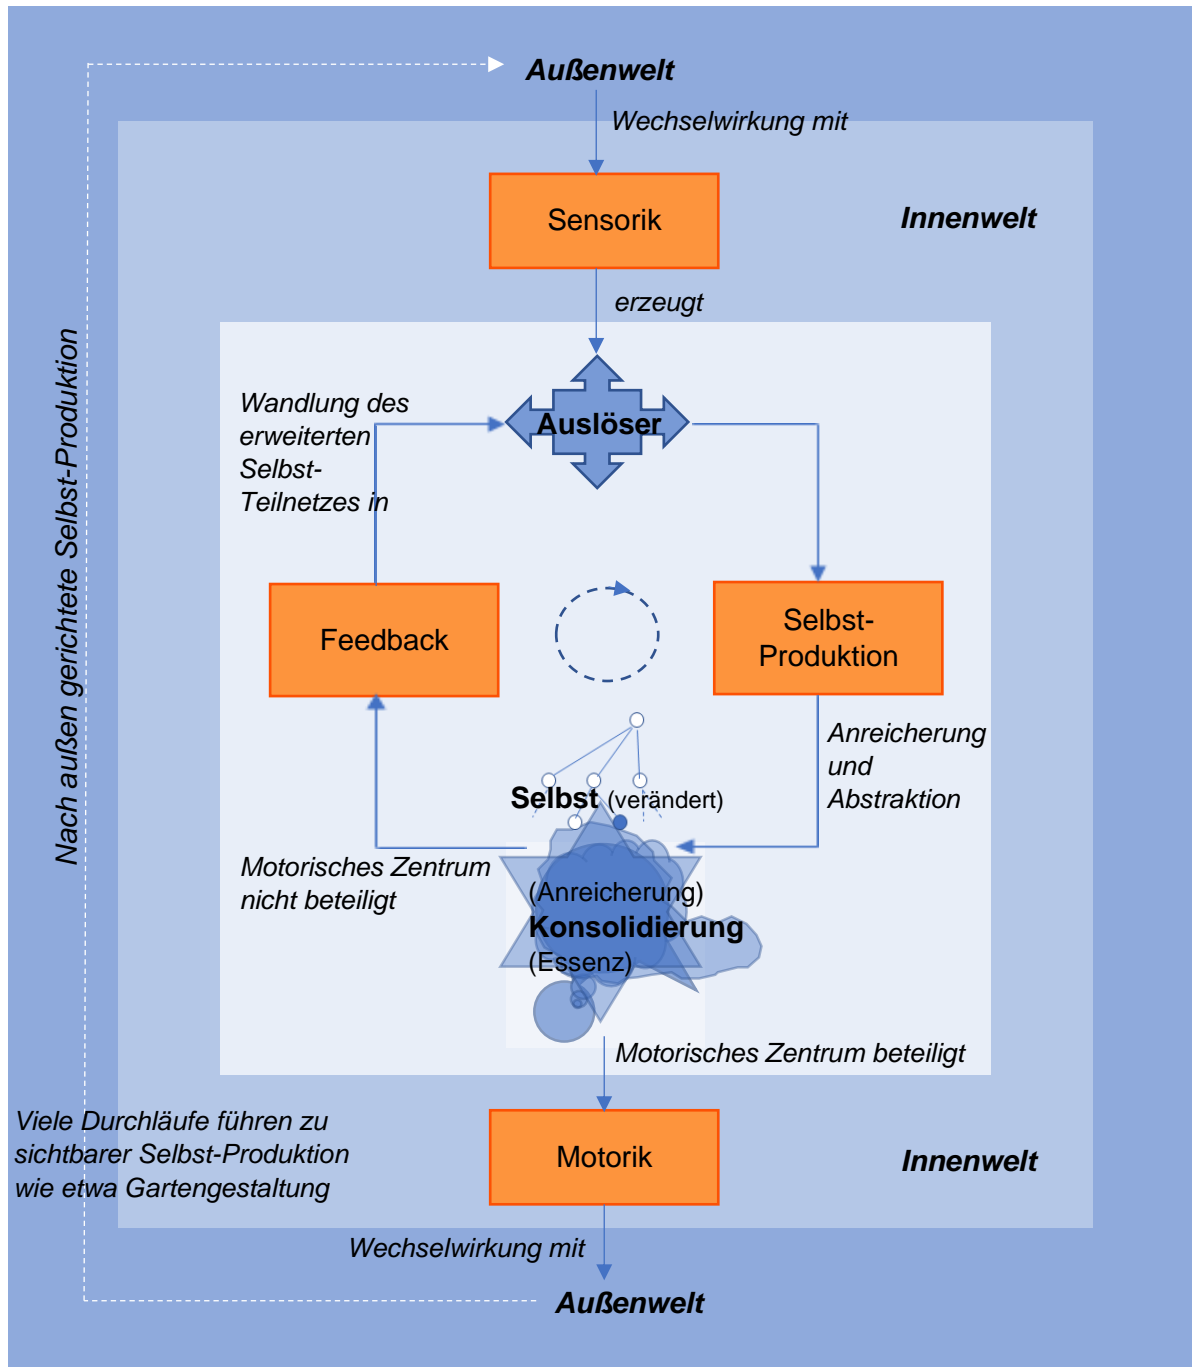 Außenwelt
Wechselwirkung mit
Sensorik
Innenwelt
erzeugt
Wandlung des
erweiterten
Selbst-
Teilnetzes in
Auslöser
Nach außen gerichtete Selbst-Produktion
Feedback
Selbst-
Produktion
Anreicherung
und
Abstraktion
Selbst (verändert)
Motorisches Zentrum
nicht beteiligt
(Anreicherung)
Konsolidierung
(Essenz)
Motorisches Zentrum beteiligt
Viele Durchläufe führen zu
sichtbarer Selbst-Produktion
wie etwa Gartengestaltung
Motorik
Innenwelt
Wechselwirkung mit
Außenwelt